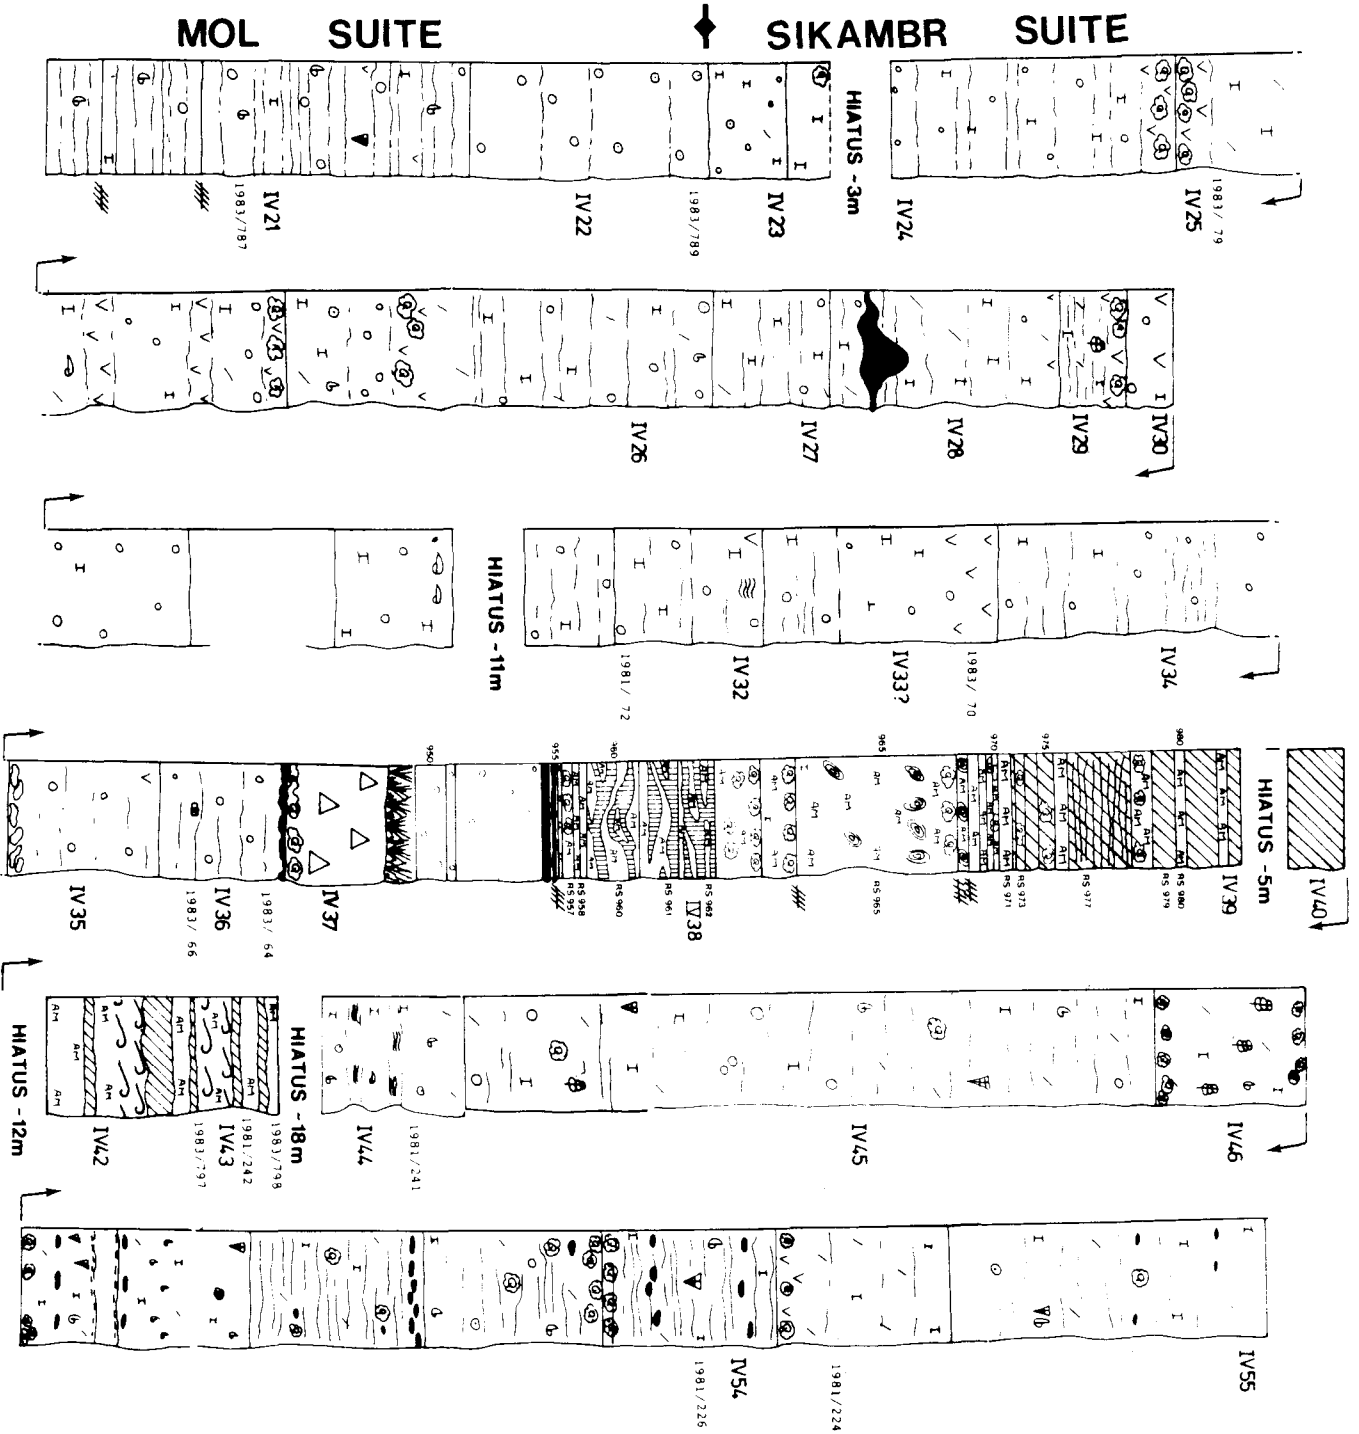 MOL SUITE SIKAMBR SUITE
HIATUS ~3m
1983/787
IV21
IV22
1983/789
IV23
IV24
IV25
1983/ 79
IV26
IV27
IV28
IV29
IV30
HIATUS ~11m
1981/ 72
IV32
IV33?
1983/ 70
IV34
950
955
960
965
970
975
980
AM
HIATUS ~5m
IV35
1983/ 66
IV36
1983/ 64
IV37
RS 957
RS 958
RS 960
RS 961
IV38
RS 962
RS 965
RS 971
RS 973
RS 977
RS 979
RS 980
IV39
IV40
HIATUS ~12m
AM
HIATUS ~18m
IV42
1983/797
IV43
1981/242
1983/798
IV44
1981/241
IV45
IV46
1981/226
IV54
1981/224
IV55